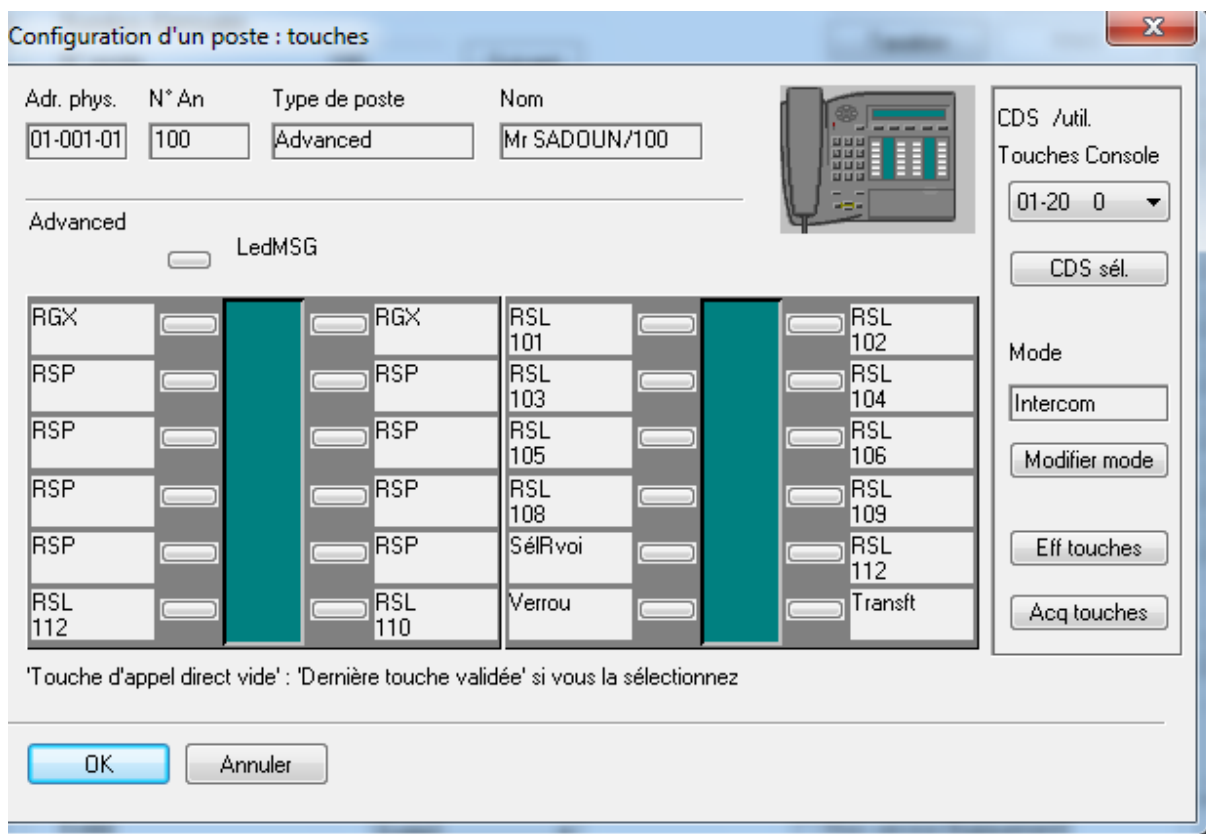 Configuration d'un poste : touches
Adr. phys. N° An Type de poste Nom
01-001-01 100 Advanced Mr SADOUN/100
CDS /util.
Touches Console
01-20 0
CDS sél.
Mode
Intercom
Modifier mode
Eff touches
Acq touches
Advanced
LedMSG
RGX RGX RSL RSL
101 102
RSP RSP RSL RSL
103 104
RSP RSP RSL RSL
105 106
RSP RSP RSL RSL
108 109
RSP RSP SélRvoi RSL
112
RSL RSL Verrou Transft
112 110
'Touche d'appel direct vide' : 'Dernière touche validée' si vous la sélectionnez
OK Annuler